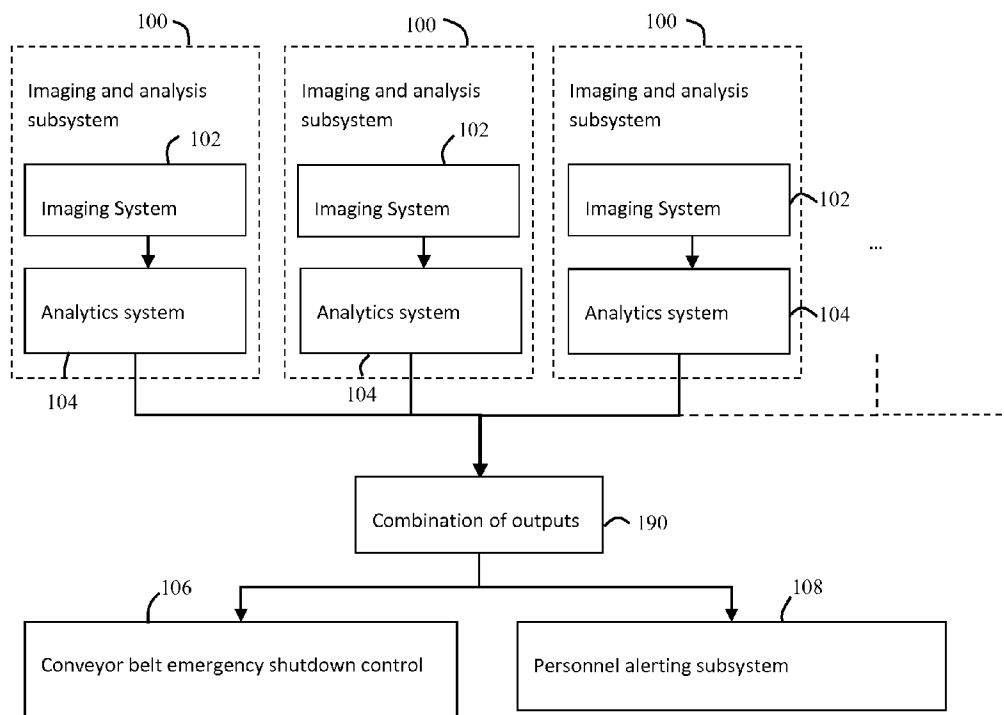 100
100
100
Imaging and analysis
subsystem
Imaging and analysis
subsystem
Imaging and analysis
subsystem
102
102
102
Imaging System
Imaging System
Imaging System
...
Analytics system
Analytics system
Analytics system
104
104
104
Combination of outputs
190
106
108
Conveyor belt emergency shutdown control
Personnel alerting subsystem